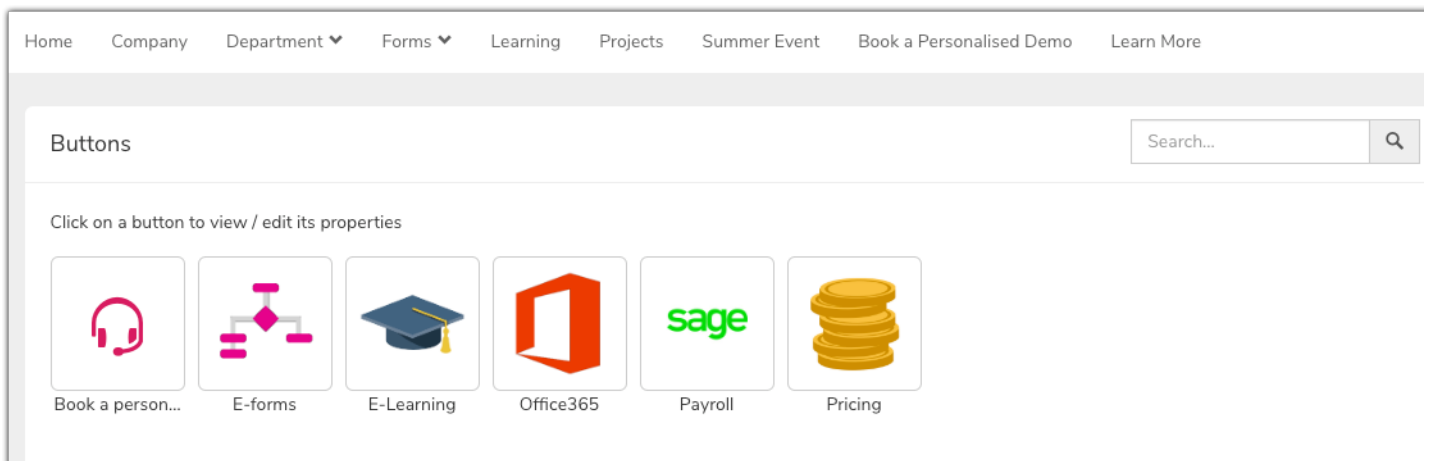 Home Company Department Forms Learning Projects Summer Event Book a Personalised Demo Learn More
Buttons Search...
Click on a button to view / edit its properties
sage
Book a person... E-forms E-Learning Office365 Payroll Pricing